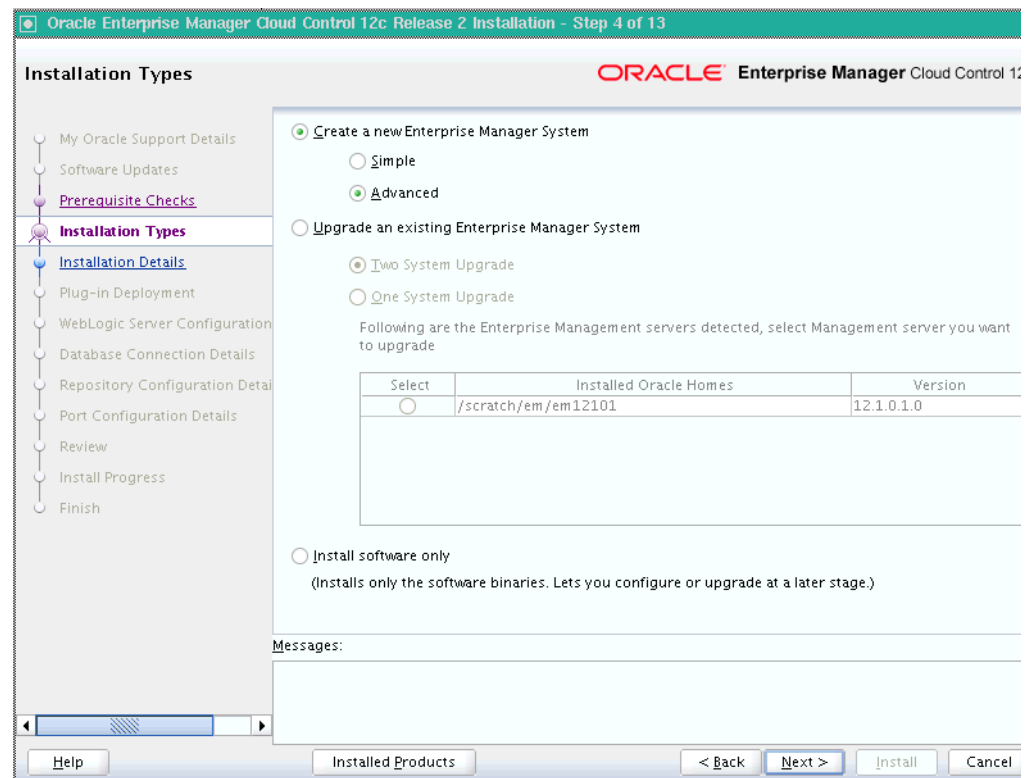 Oracle Enterprise Manager Cloud Control 12c Release 2 Installation - Step 4 of 13
Installation Types
ORACLE Enterprise Manager Cloud Control 12
My Oracle Support Details
Software Updates
Prerequisite Checks
Installation Types
Installation Details
Plug-in Deployment
WebLogic Server Configuration
Database Connection Details
Repository Configuration Detai
Port Configuration Details
Review
Install Progress
Finish
Create a new Enterprise Manager System
Simple
Advanced
Upgrade an existing Enterprise Manager System
Two System Upgrade
One System Upgrade
Following are the Enterprise Management servers detected, select Management server you want
to upgrade
Select Installed Oracle Homes Version
/scratch/em/em12101 12.1.0.1.0
Install software only
(Installs only the software binaries. Lets you configure or upgrade at a later stage.)
Messages:
Help Installed Products < Back Next > Install Cancel